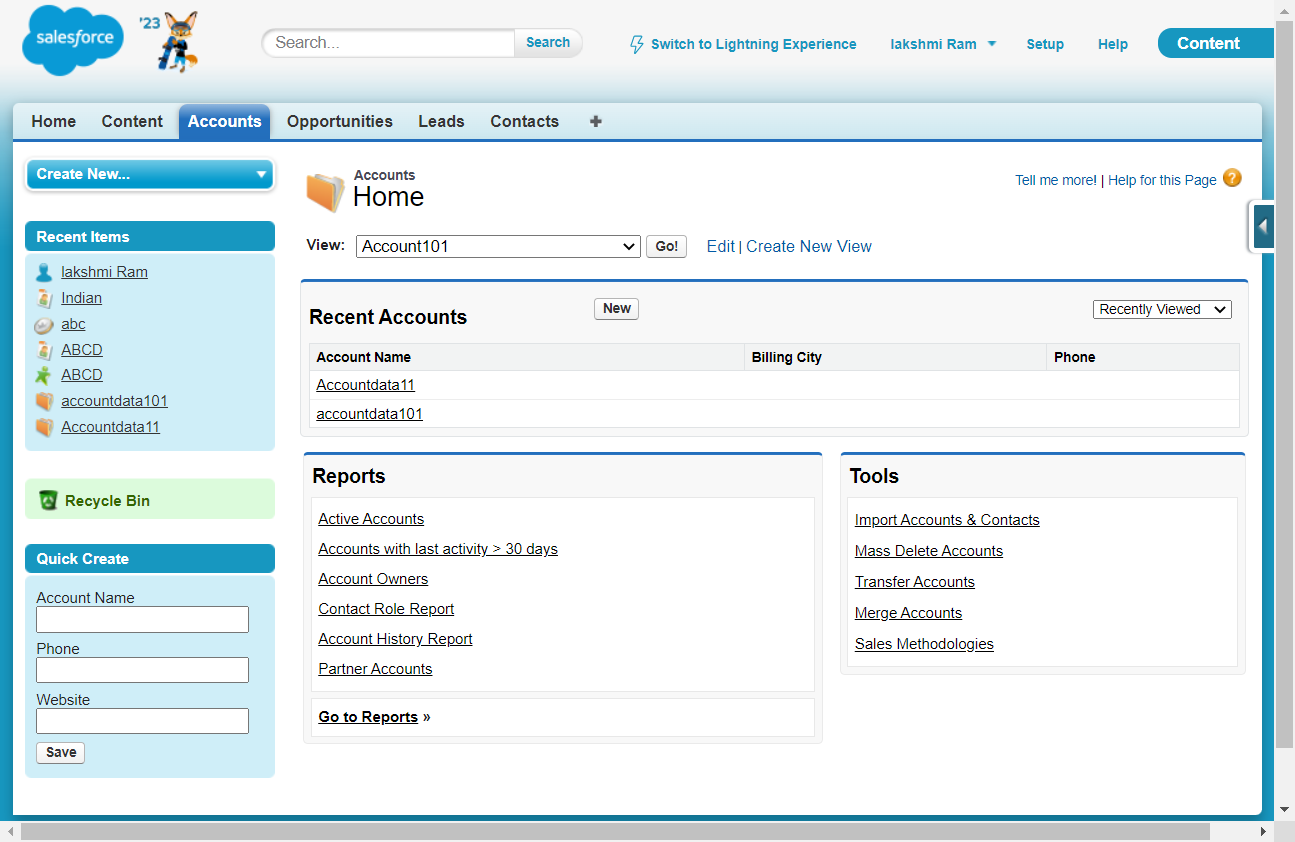 salesforce
'23
Search...
Search
Switch to Lightning Experience
lakshmi Ram
Setup
Help
Content
Home
Content
Accounts
Opportunities
Leads
Contacts
+
Create New...
Accounts
Home
Tell me more! | Help for this Page
?
View:
Account101
Go!
Edit | Create New View
Recent Items
lakshmi Ram
Indian
abc
ABCD
ABCD
accountdata101
Accountdata11
Recycle Bin
Quick Create
Account Name
Phone
Website
Save
Recent Accounts
New
Recently Viewed
Account Name
Billing City
Phone
Accountdata11
accountdata101
Reports
Active Accounts
Accounts with last activity > 30 days
Account Owners
Contact Role Report
Account History Report
Partner Accounts
Go to Reports »
Tools
Import Accounts & Contacts
Mass Delete Accounts
Transfer Accounts
Merge Accounts
Sales Methodologies